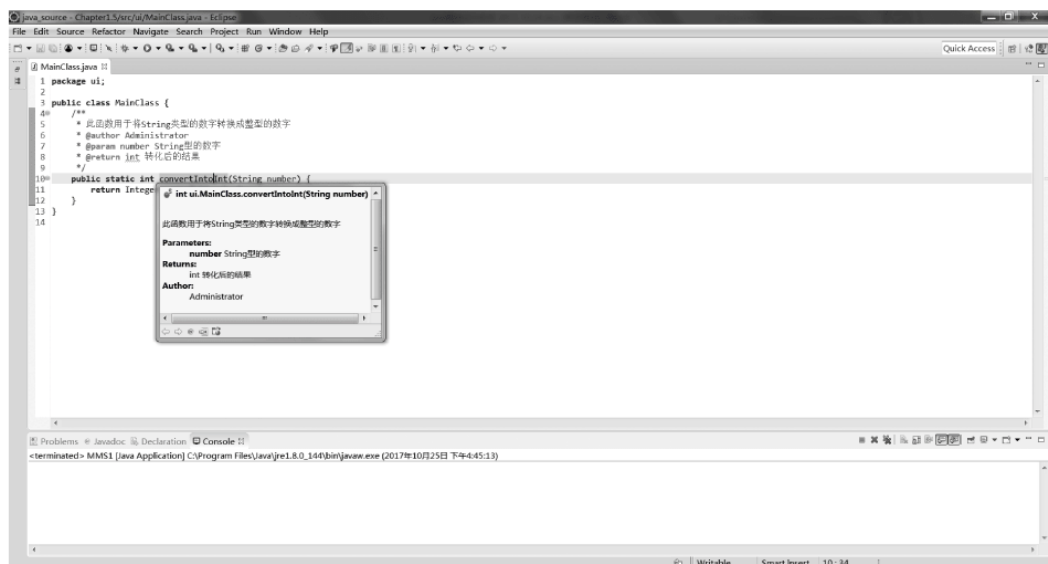 java_source - Chapter1.5/src/ui/MainClass.java - Eclipse
File Edit Source Refactor Navigate Search Project Run Window Help
Quick Access
MainClass.java
1 package ui;
2
3 public class MainClass {
4 /**
5 * 此函数用于将String类型的数字转换成整型的数字
6 * @author Administrator
7 * @param number String型的数字
8 * @return int 转化后的结果
9 */
10 public static int convertIntoInt(String number) {
11 return Intege
12 }
13 }
14
int ui.MainClass.convertIntoInt(String number)
此函数用于将String类型的数字转换成整型的数字
Parameters:
number String型的数字
Returns:
int 转化后的结果
Author:
Administrator
Problems @ Javadoc Declaration Console
<terminated> MMS1 [Java Application] C:\Program Files\Java\jre1.8.0_144\bin\javaw.exe (2017年10月25日 下午4:45:13)
Writable Smart Insert 10 : 34